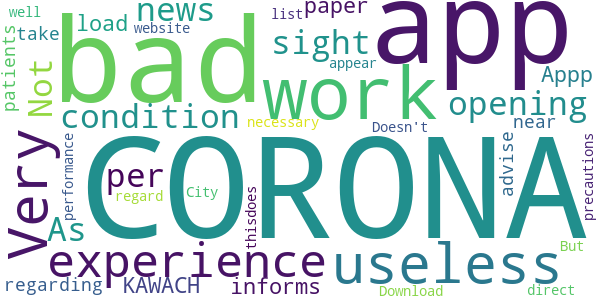 well
news
paper
list
app
take
load
website
bad
sight
appear
patients
Not
work
Appp
condition
opening
necessary
Doesn't
near
Very
CORONA
performance
per
advise
precautions
regard
City
thisdoes
As
experience
useless
But
regarding
KAWACH
informs
Download
direct